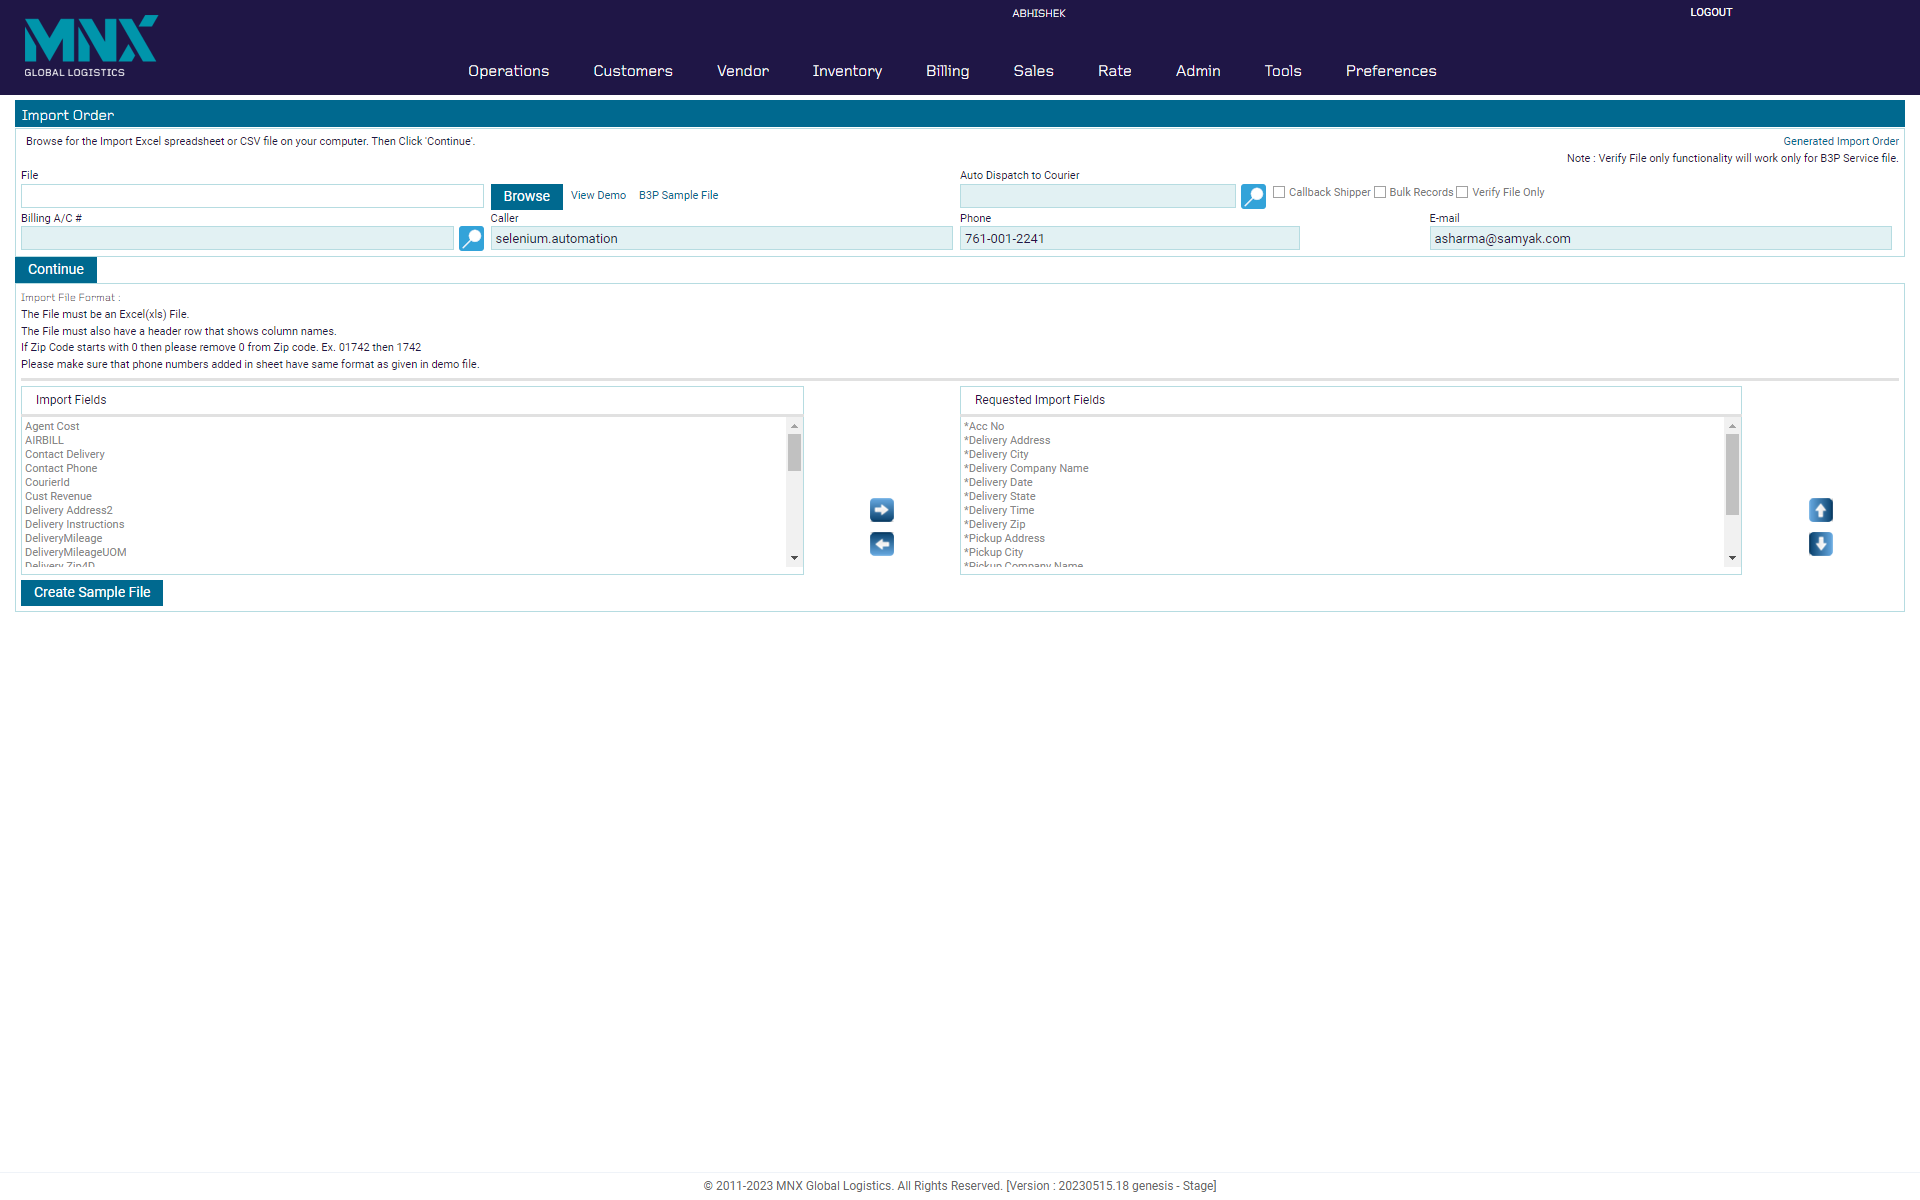 ABHISHEK
LOGOUT
MNX
GLOBAL LOGISTICS
Operations Customers Vendor Inventory Billing Sales Rate Admin Tools Preferences
Import Order
Browse for the Import Excel spreadsheet or CSV file on your computer. Then Click 'Continue'.
Generated Import Order
Note : Verify File only functionality will work only for B3P Service file.
File
Auto Dispatch to Courier
Browse View Demo B3P Sample File
Callback Shipper Bulk Records Verify File Only
Billing A/C # Caller Phone E-mail
selenium.automation 761-001-2241 asharma@samyak.com
Continue
Import File Format :
The File must be an Excel(xls) File.
The File must also have a header row that shows column names.
If Zip Code starts with 0 then please remove 0 from Zip code. Ex. 01742 then 1742
Please make sure that phone numbers added in sheet have same format as given in demo file.
Import Fields
Agent Cost
AIRBILL
Contact Delivery
Contact Phone
CourierId
Cust Revenue
Delivery Address2
Delivery Instructions
DeliveryMileage
DeliveryMileageUOM
Delivery Zip4D
Requested Import Fields
*Acc No
*Delivery Address
*Delivery City
*Delivery Company Name
*Delivery Date
*Delivery State
*Delivery Time
*Delivery Zip
*Pickup Address
*Pickup City
*Pickup Company Name
Create Sample File
© 2011-2023 MNX Global Logistics. All Rights Reserved. [Version : 20230515.18 genesis - Stage]